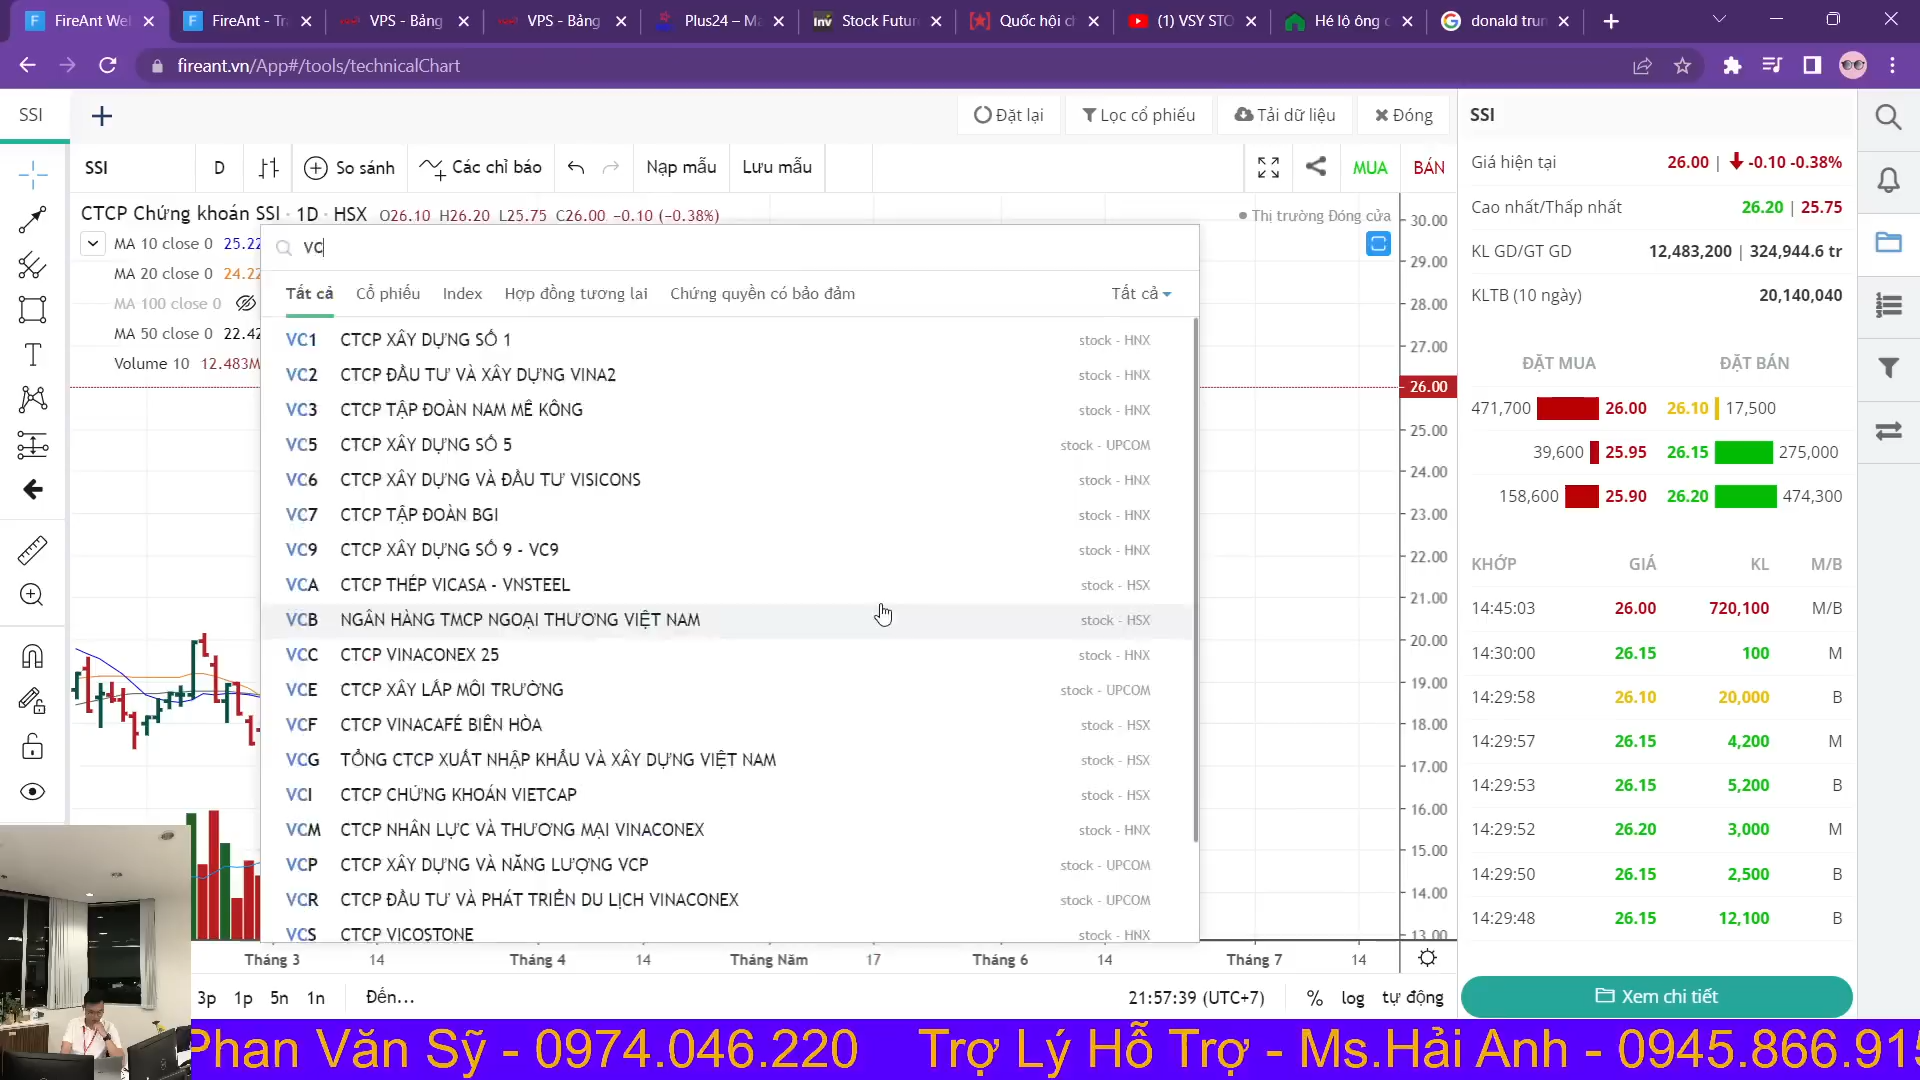 FireAnt Wel
FireAnt - Tra
VPS - Bảng
VPS - Bảng
Plus24 – Ma
Stock Futur
Quốc hội ch
(1) VSY STO
Hé lộ ông c
donald trun
fireant.vn/App#/tools/technicalChart
SSI
Đặt lại
Lọc cổ phiếu
Tải dữ liệu
Đóng
SSI
D
So sánh
Các chỉ báo
Nạp mẫu
Lưu mẫu
MUA
BÁN
CTCP Chứng khoán SSI · 1D · HSX O26.10 H26.20 L25.75 C26.00 −0.10 (−0.38%)
Thị trường Đóng cửa
MA 10 close 0 25.22
MA 20 close 0 24.22
MA 100 close 0
MA 50 close 0 22.42
Volume 10 12.483M
VC
Tất cả Cổ phiếu Index Hợp đồng tương lai Chứng quyền có bảo đảm Tất cả
VC1 CTCP XÂY DỰNG SỐ 1 stock - HNX
VC2 CTCP ĐẦU TƯ VÀ XÂY DỰNG VINA2 stock - HNX
VC3 CTCP TẬP ĐOÀN NAM MÊ KÔNG stock - HNX
VC5 CTCP XÂY DỰNG SỐ 5 stock - UPCOM
VC6 CTCP XÂY DỰNG VÀ ĐẦU TƯ VISICONS stock - HNX
VC7 CTCP TẬP ĐOÀN BGI stock - HNX
VC9 CTCP XÂY DỰNG SỐ 9 - VC9 stock - HNX
VCA CTCP THÉP VICASA - VNSTEEL stock - HSX
VCB NGÂN HÀNG TMCP NGOẠI THƯƠNG VIỆT NAM stock - HSX
VCC CTCP VINACONEX 25 stock - HNX
VCE CTCP XÂY LẮP MÔI TRƯỜNG stock - UPCOM
VCF CTCP VINACAFÉ BIÊN HÒA stock - HSX
VCG TỔNG CTCP XUẤT NHẬP KHẨU VÀ XÂY DỰNG VIỆT NAM stock - HSX
VCI CTCP CHỨNG KHOÁN VIETCAP stock - HSX
VCM CTCP NHÂN LỰC VÀ THƯƠNG MẠI VINACONEX stock - HNX
VCP CTCP XÂY DỰNG VÀ NĂNG LƯỢNG VCP stock - UPCOM
VCR CTCP ĐẦU TƯ VÀ PHÁT TRIỂN DU LỊCH VINACONEX stock - UPCOM
VCS CTCP VICOSTONE stock - HNX
30.00
29.00
28.00
27.00
26.00
25.00
24.00
23.00
22.00
21.00
20.00
19.00
18.00
17.00
16.00
15.00
14.00
13.00
Tháng 3 14 Tháng 4 14 Tháng Năm 17 Tháng 6 14 Tháng 7 14
3p 1p 5n 1n Đến...
21:57:39 (UTC+7) % log tự động
SSI
Giá hiện tại 26.00 | -0.10 -0.38%
Cao nhất/Thấp nhất 26.20 | 25.75
KL GD/GT GD 12,483,200 | 324,944.6 tr
KLTB (10 ngày) 20,140,040
ĐẶT MUA ĐẶT BÁN
471,700 26.00 26.10 17,500
39,600 25.95 26.15 275,000
158,600 25.90 26.20 474,300
KHỚP GIÁ KL M/B
14:45:03 26.00 720,100 M/B
14:30:00 26.15 100 M
14:29:58 26.10 20,000 B
14:29:57 26.15 4,200 M
14:29:53 26.15 5,200 B
14:29:52 26.20 3,000 M
14:29:50 26.15 2,500 B
14:29:48 26.15 12,100 B
Xem chi tiết
Phan Văn Sỹ - 0974.046.220 Trợ Lý Hỗ Trợ - Ms.Hải Anh - 0945.866.915